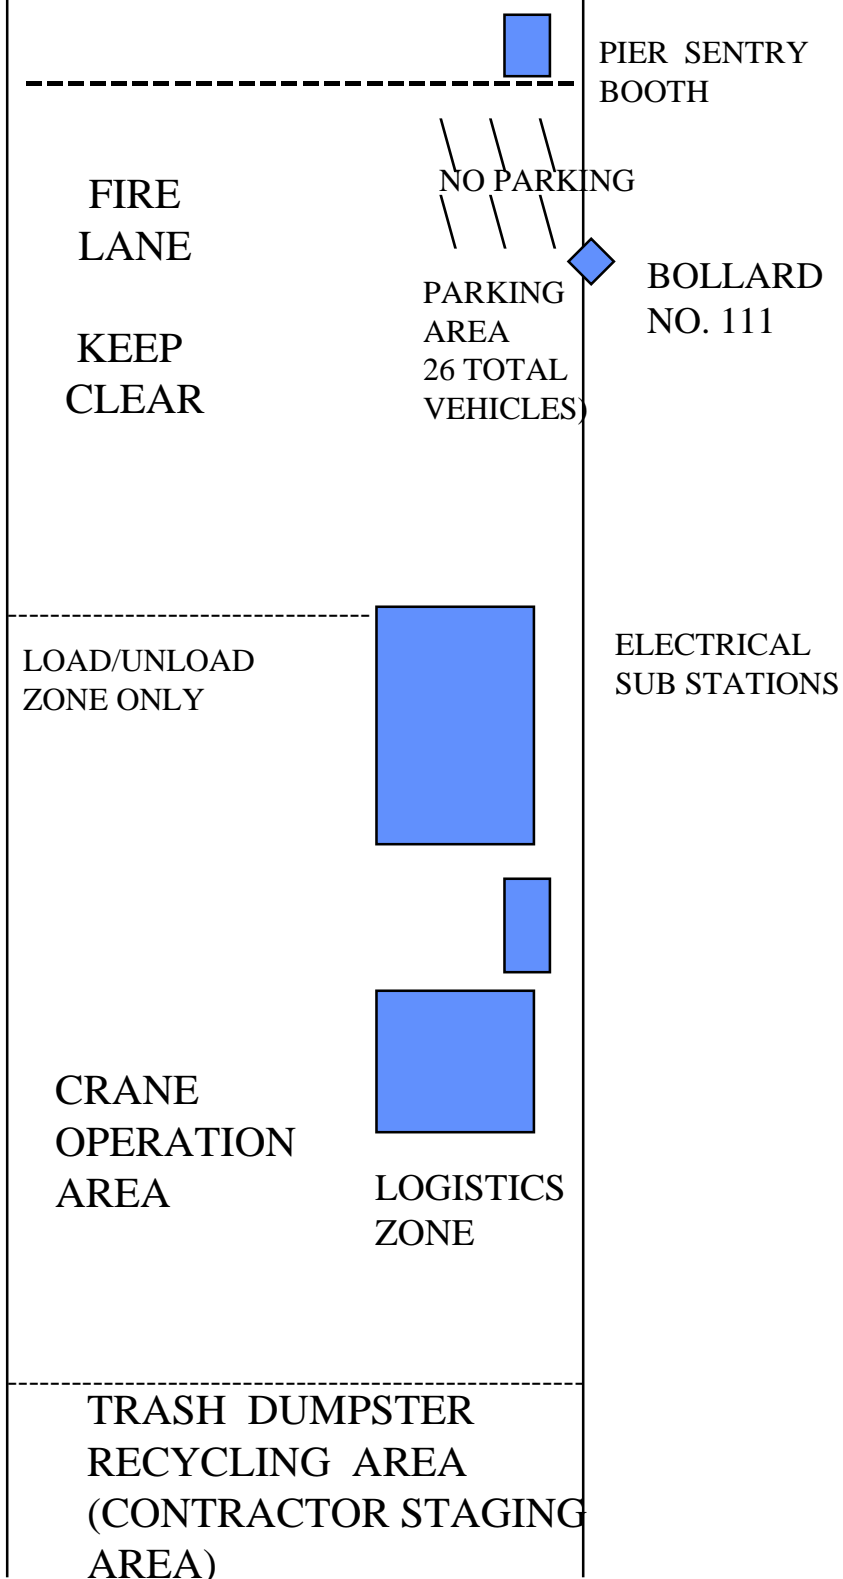 PIER SENTRY
BOOTH
NO PARKING
FIRE
LANE
BOLLARD
NO. 111
PARKING
AREA
26 TOTAL
VEHICLES)
KEEP
CLEAR
ELECTRICAL
SUB STATIONS
LOAD/UNLOAD
ZONE ONLY
CRANE
OPERATION
AREA
LOGISTICS
ZONE
TRASH DUMPSTER
RECYCLING AREA
(CONTRACTOR STAGING
AREA)